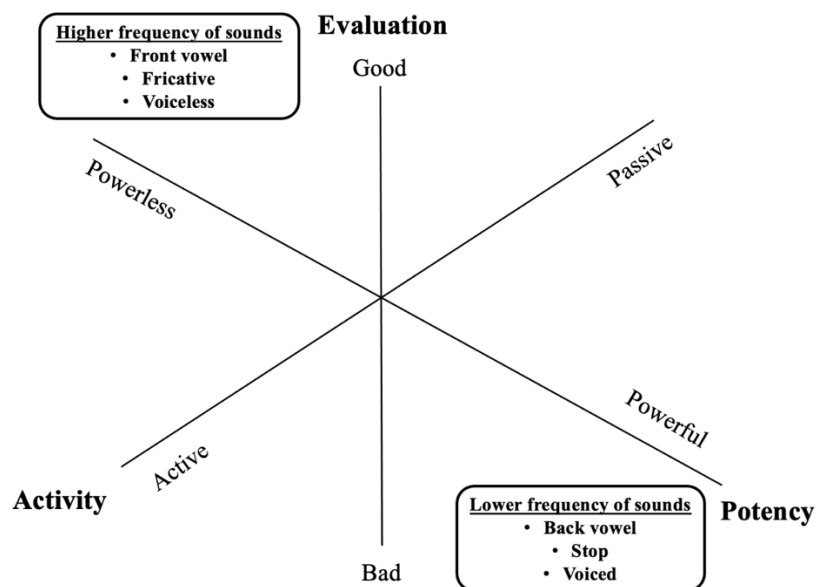 Evaluation
Higher frequency of sounds
• Front vowel
• Fricative
• Voiceless
Good
Powerless
Passive
Active
Powerful
Activity
Potency
Lower frequency of sounds
• Back vowel
• Stop
• Voiced
Bad